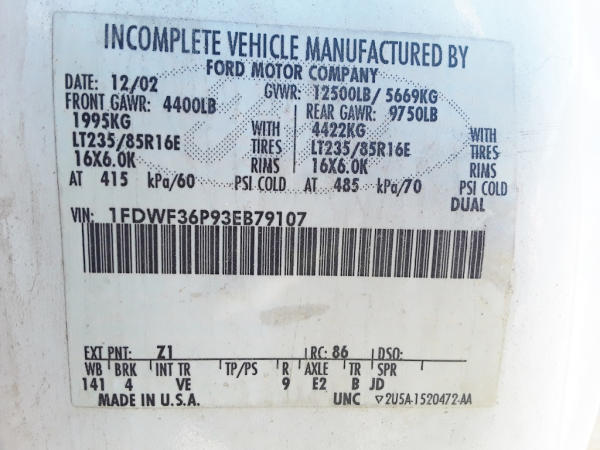 INCOMPLETE VEHICLE MANUFACTURED BY
FORD MOTOR COMPANY
DATE: 12/02 GVWR: 12500LB/ 5669KG
FRONT GAWR: 4400LB REAR GAWR: 9750LB
1995KG WITH 4422KG WITH
LT235/85R16E TIRES LT235/85R16E TIRES
16X6.0K RIMS 16X6.0K RIMS
AT 415 kPa/60 PSI COLD AT 485 kPa/70 PSI COLD
DUAL
VIN: 1FDWF36P93EB79107
EXT PNT: Z1 RC: 86 DSO:
WB BRK INT TR TP/PS R AXLE TR SPR
141 4 VE 9 E2 B JD
MADE IN U.S.A. UNC ▽2U5A-1520472-AA